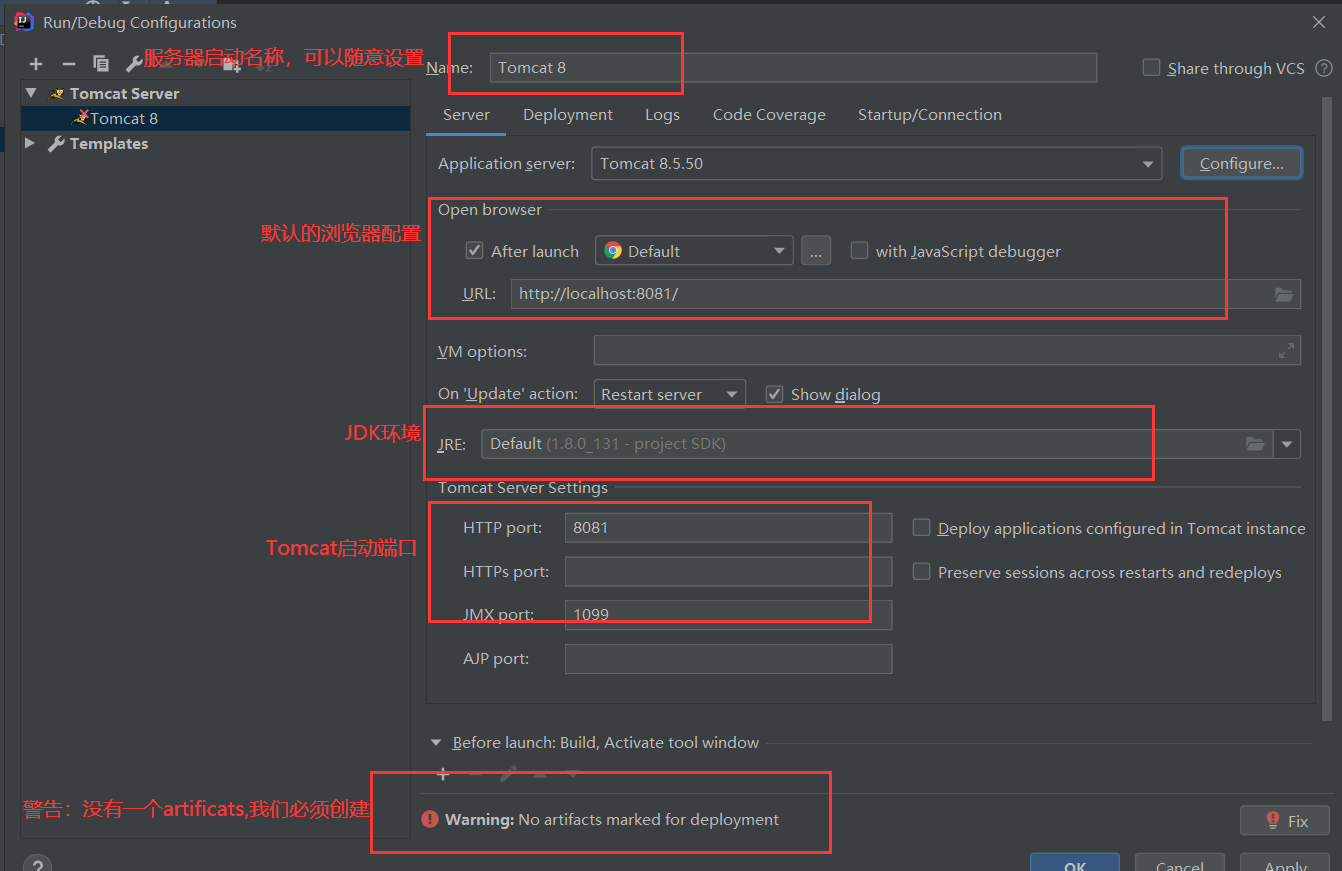 Run/Debug Configurations
服务器启动名称，可以随意设置
Name: Tomcat 8
Share through VCS
Tomcat Server
Tomcat 8
Templates
Server Deployment Logs Code Coverage Startup/Connection
Application server: Tomcat 8.5.50 Configure...
Open browser
默认的浏览器配置
After launch Default ... with JavaScript debugger
URL: http://localhost:8081/
VM options:
On 'Update' action: Restart server Show dialog
JDK环境
JRE: Default (1.8.0_131 - project SDK)
Tomcat Server Settings
HTTP port: 8081 Deploy applications configured in Tomcat instance
Tomcat启动端口
HTTPs port: Preserve sessions across restarts and redeploys
JMX port: 1099
AJP port:
Before launch: Build, Activate tool window
警告：没有一个artificats,我们必须创建
Warning: No artifacts marked for deployment
Fix
? OK Cancel Apply